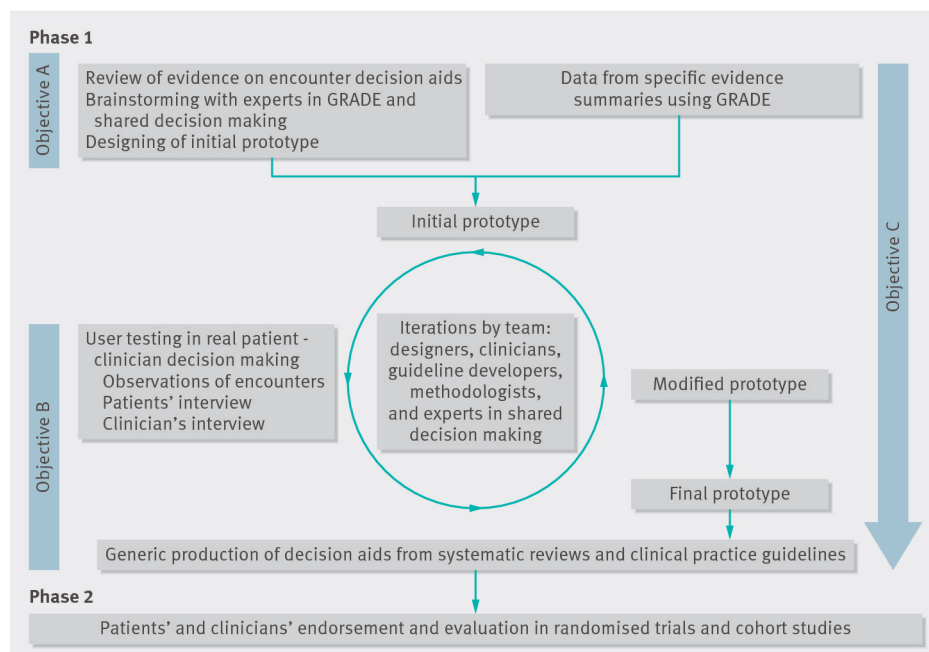 Phase 1
Objective A
Review of evidence on encounter decision aids
Brainstorming with experts in GRADE and
shared decision making
Designing of initial prototype
Data from specific evidence
summaries using GRADE
Objective C
Initial prototype
Objective B
User testing in real patient -
clinician decision making
Observations of encounters
Patients’ interview
Clinician’s interview
Iterations by team:
designers, clinicians,
guideline developers,
methodologists,
and experts in shared
decision making
Modified prototype
Final prototype
Generic production of decision aids from systematic reviews and clinical practice guidelines
Phase 2
Patients’ and clinicians’ endorsement and evaluation in randomised trials and cohort studies